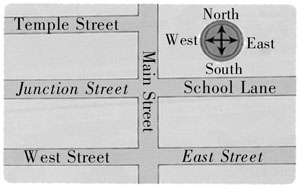 Temple Street
North
West
East
South
Main Street
Junction Street
School Lane
West Street
East Street